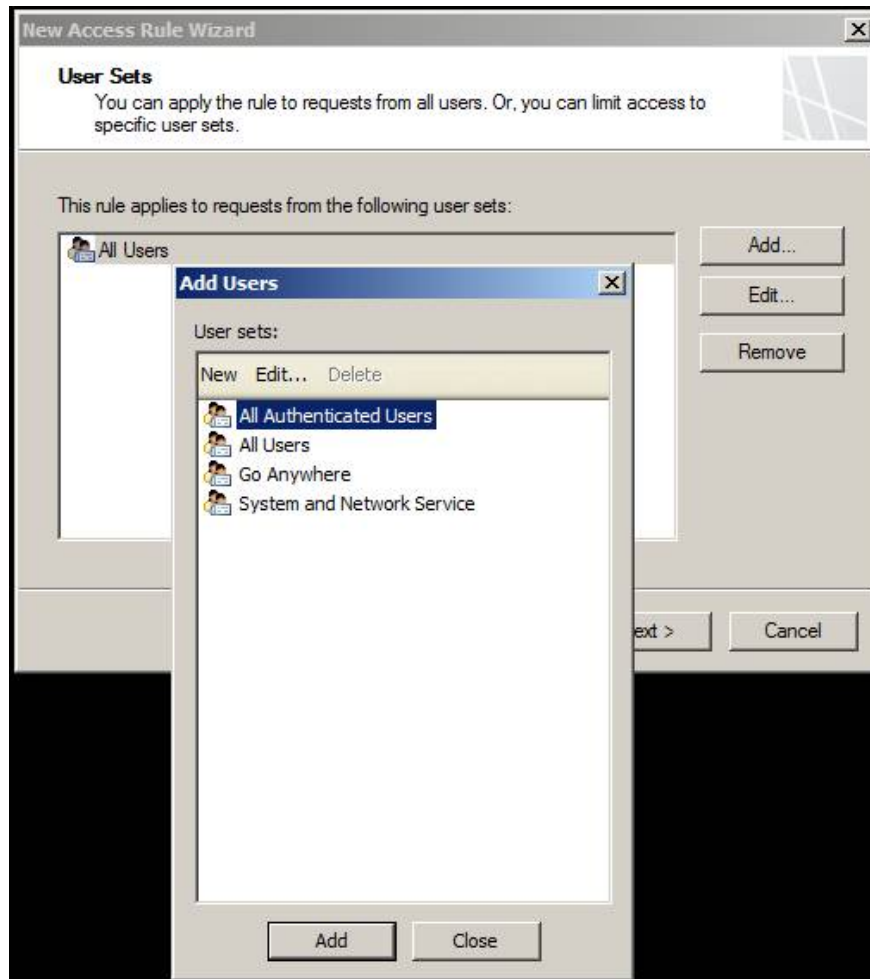 New Access Rule Wizard
User Sets
You can apply the rule to requests from all users. Or, you can limit access to
specific user sets.
This rule applies to requests from the following user sets:
All Users
Add...
Edit...
Remove
Add Users
User sets:
New Edit... Delete
All Authenticated Users
All Users
Go Anywhere
System and Network Service
Add Close
ext > Cancel